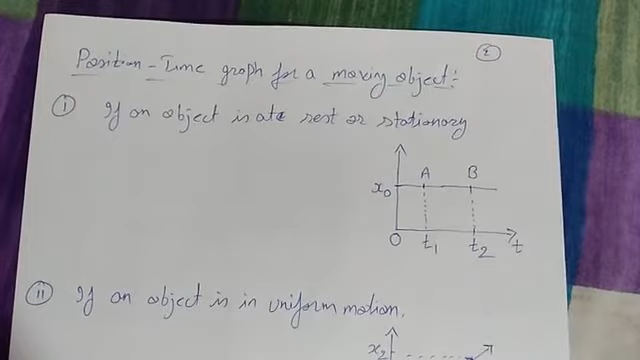 Position - Time graph for a moving object:-
(i) If an object is at rest or stationary
A B
x₀
O t₁ t₂ t
(ii) If an object is in uniform motion.
x₂